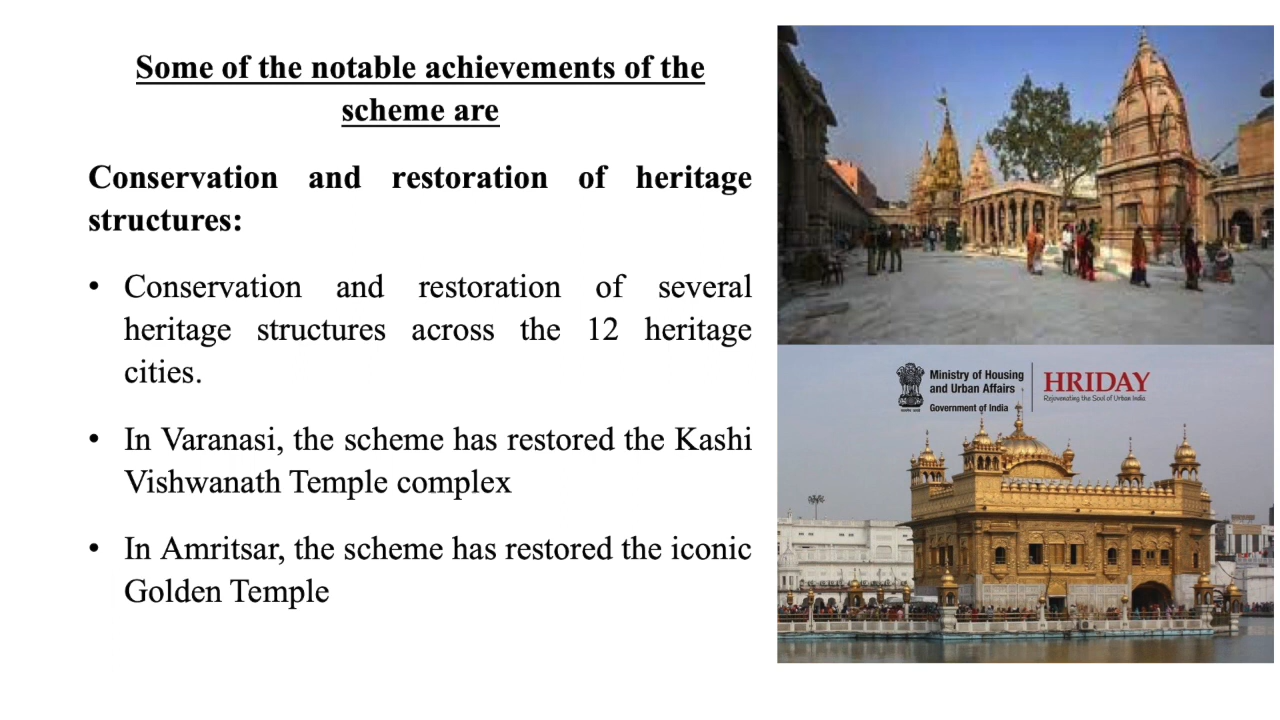 Some of the notable achievements of the
scheme are
Conservation and restoration of heritage
structures:
• Conservation and restoration of several
heritage structures across the 12 heritage
cities.
• In Varanasi, the scheme has restored the Kashi
Vishwanath Temple complex
• In Amritsar, the scheme has restored the iconic
Golden Temple
Ministry of Housing
and Urban Affairs
Government of India
HRIDAY
Rejuvenating the Soul of Urban India